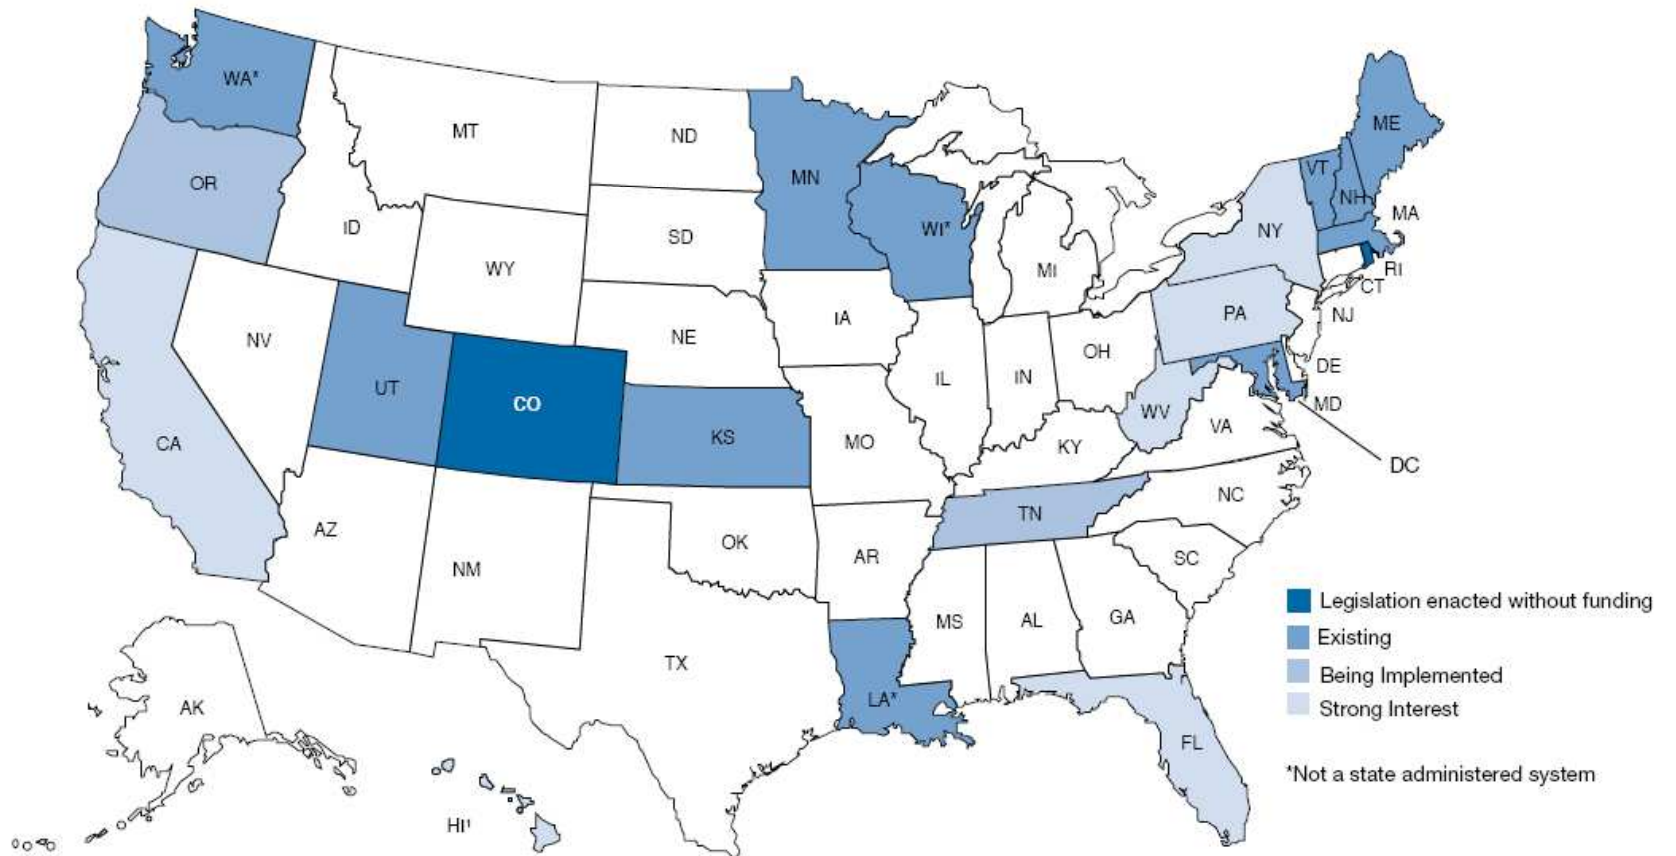 WA*
OR
MT
ID
WY
ND
SD
NE
MN
WI*
MI
IA
NV
UT
CO
KS
CA
AZ
NM
OK
TX
MO
AR
LA*
IL
IN
OH
KY
TN
MS
AL
GA
FL
SC
NC
VA
WV
PA
NY
VT
NH
ME
MA
RI
CT
NJ
DE
MD
DC
AK
HI¹
Legislation enacted without funding
Existing
Being Implemented
Strong Interest
*Not a state administered system